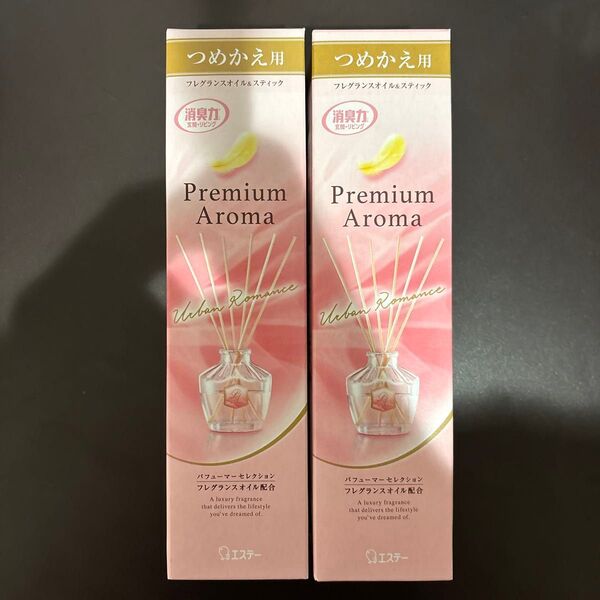 つめかえ用
フレグランスオイル&スティック
消臭力
玄関・リビング
Premium
Aroma
Urban Romance
パフューマーセレクション
フレグランスオイル配合
A luxury fragrance
that delivers the lifestyle
you've dreamed of.
エステー
つめかえ用
フレグランスオイル&スティック
消臭力
玄関・リビング
Premium
Aroma
Urban Romance
パフューマーセレクション
フレグランスオイル配合
A luxury fragrance
that delivers the lifestyle
you've dreamed of.
エステー